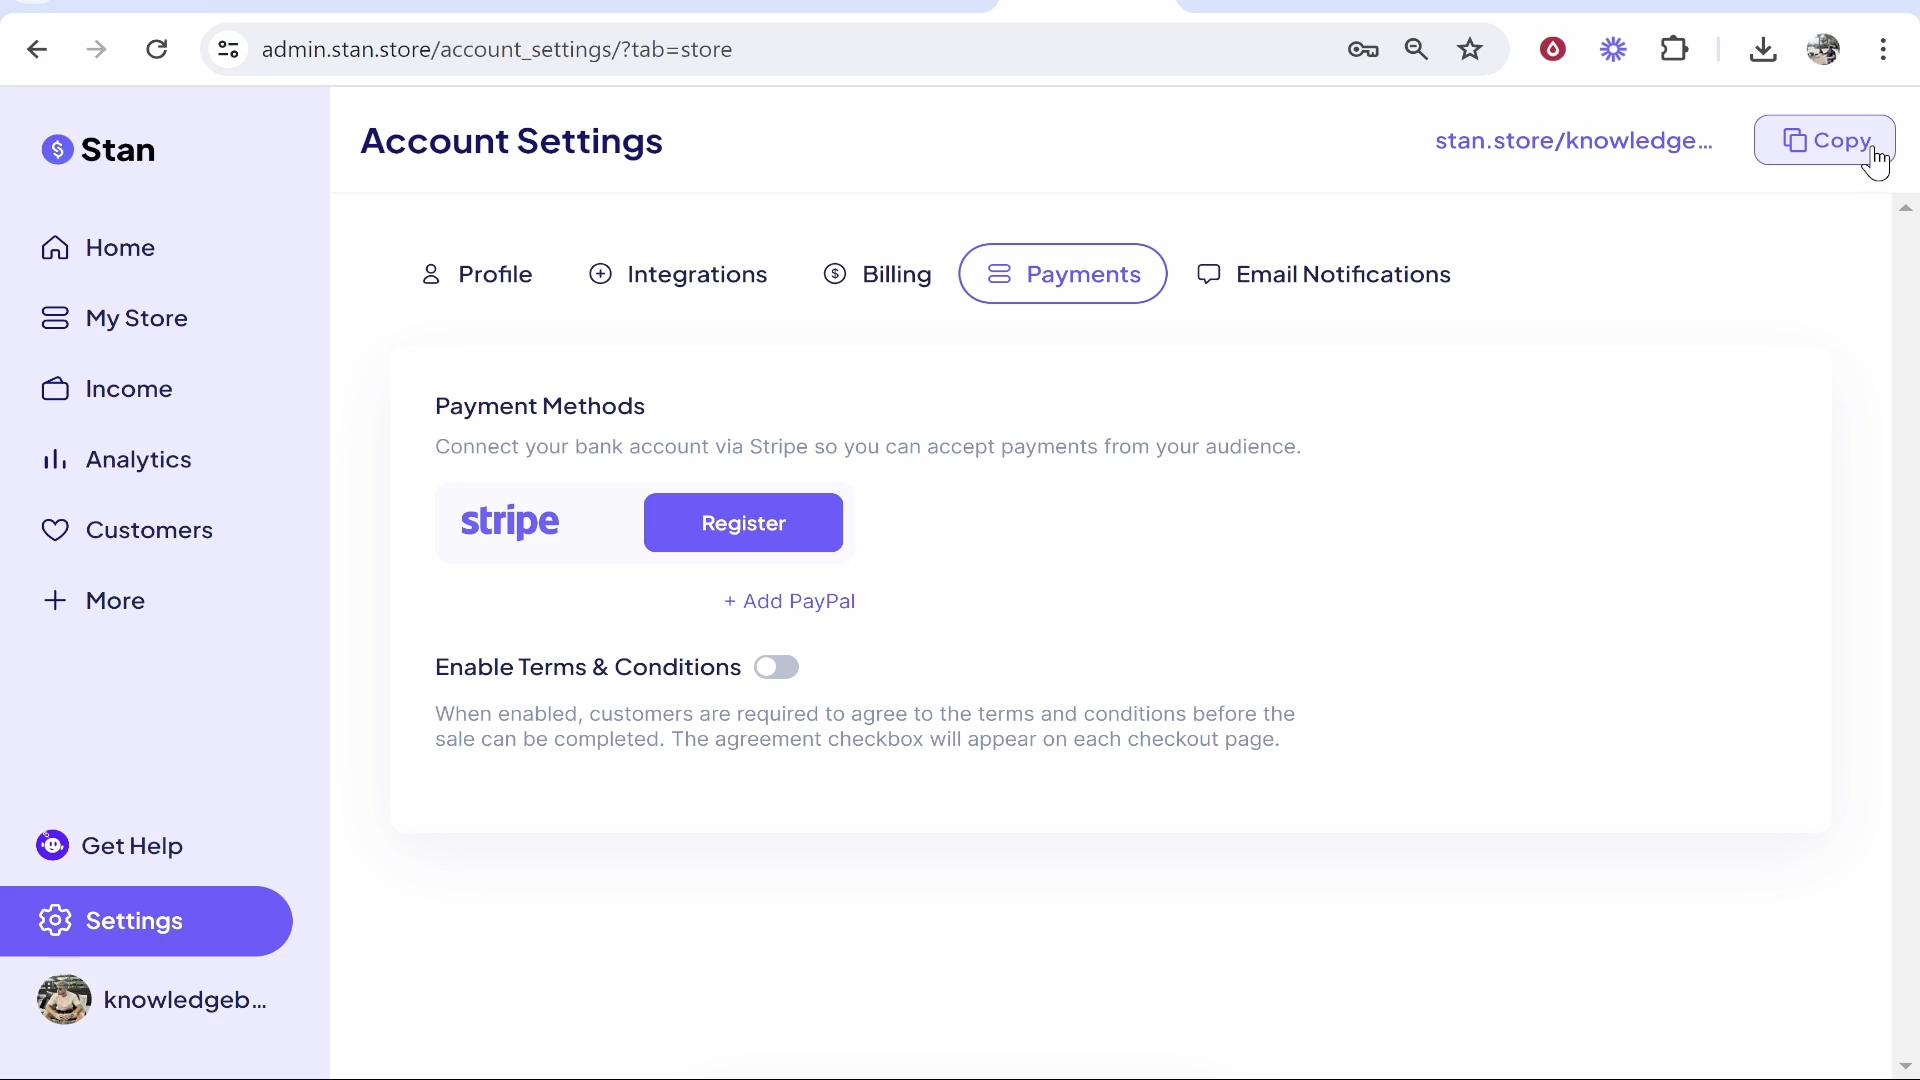 admin.stan.store/account_settings/?tab=store
Stan
Account Settings
stan.store/knowledge...
Copy
Home
My Store
Income
Analytics
Customers
More
Get Help
Settings
knowledgeb...
Profile
Integrations
Billing
Payments
Email Notifications
Payment Methods
Connect your bank account via Stripe so you can accept payments from your audience.
stripe
Register
+ Add PayPal
Enable Terms & Conditions
When enabled, customers are required to agree to the terms and conditions before the
sale can be completed. The agreement checkbox will appear on each checkout page.